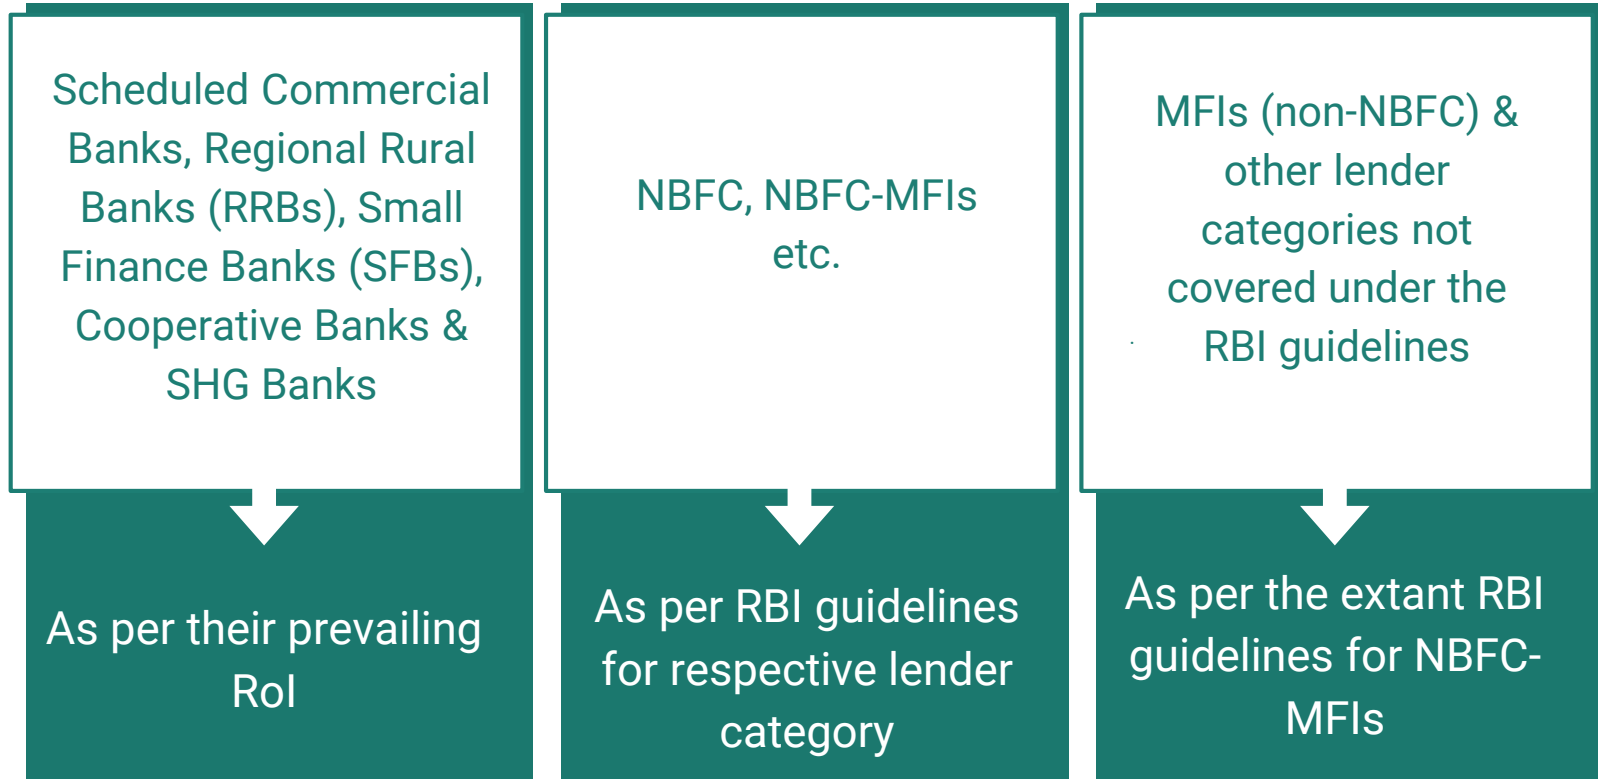 Scheduled Commercial
Banks, Regional Rural
Banks (RRBs), Small
Finance Banks (SFBs),
Cooperative Banks &
SHG Banks
As per their prevailing
RoI
NBFC, NBFC-MFIs
etc.
As per RBI guidelines
for respective lender
category
MFIs (non-NBFC) &
other lender
categories not
covered under the
RBI guidelines
As per the extant RBI
guidelines for NBFC-
MFIs